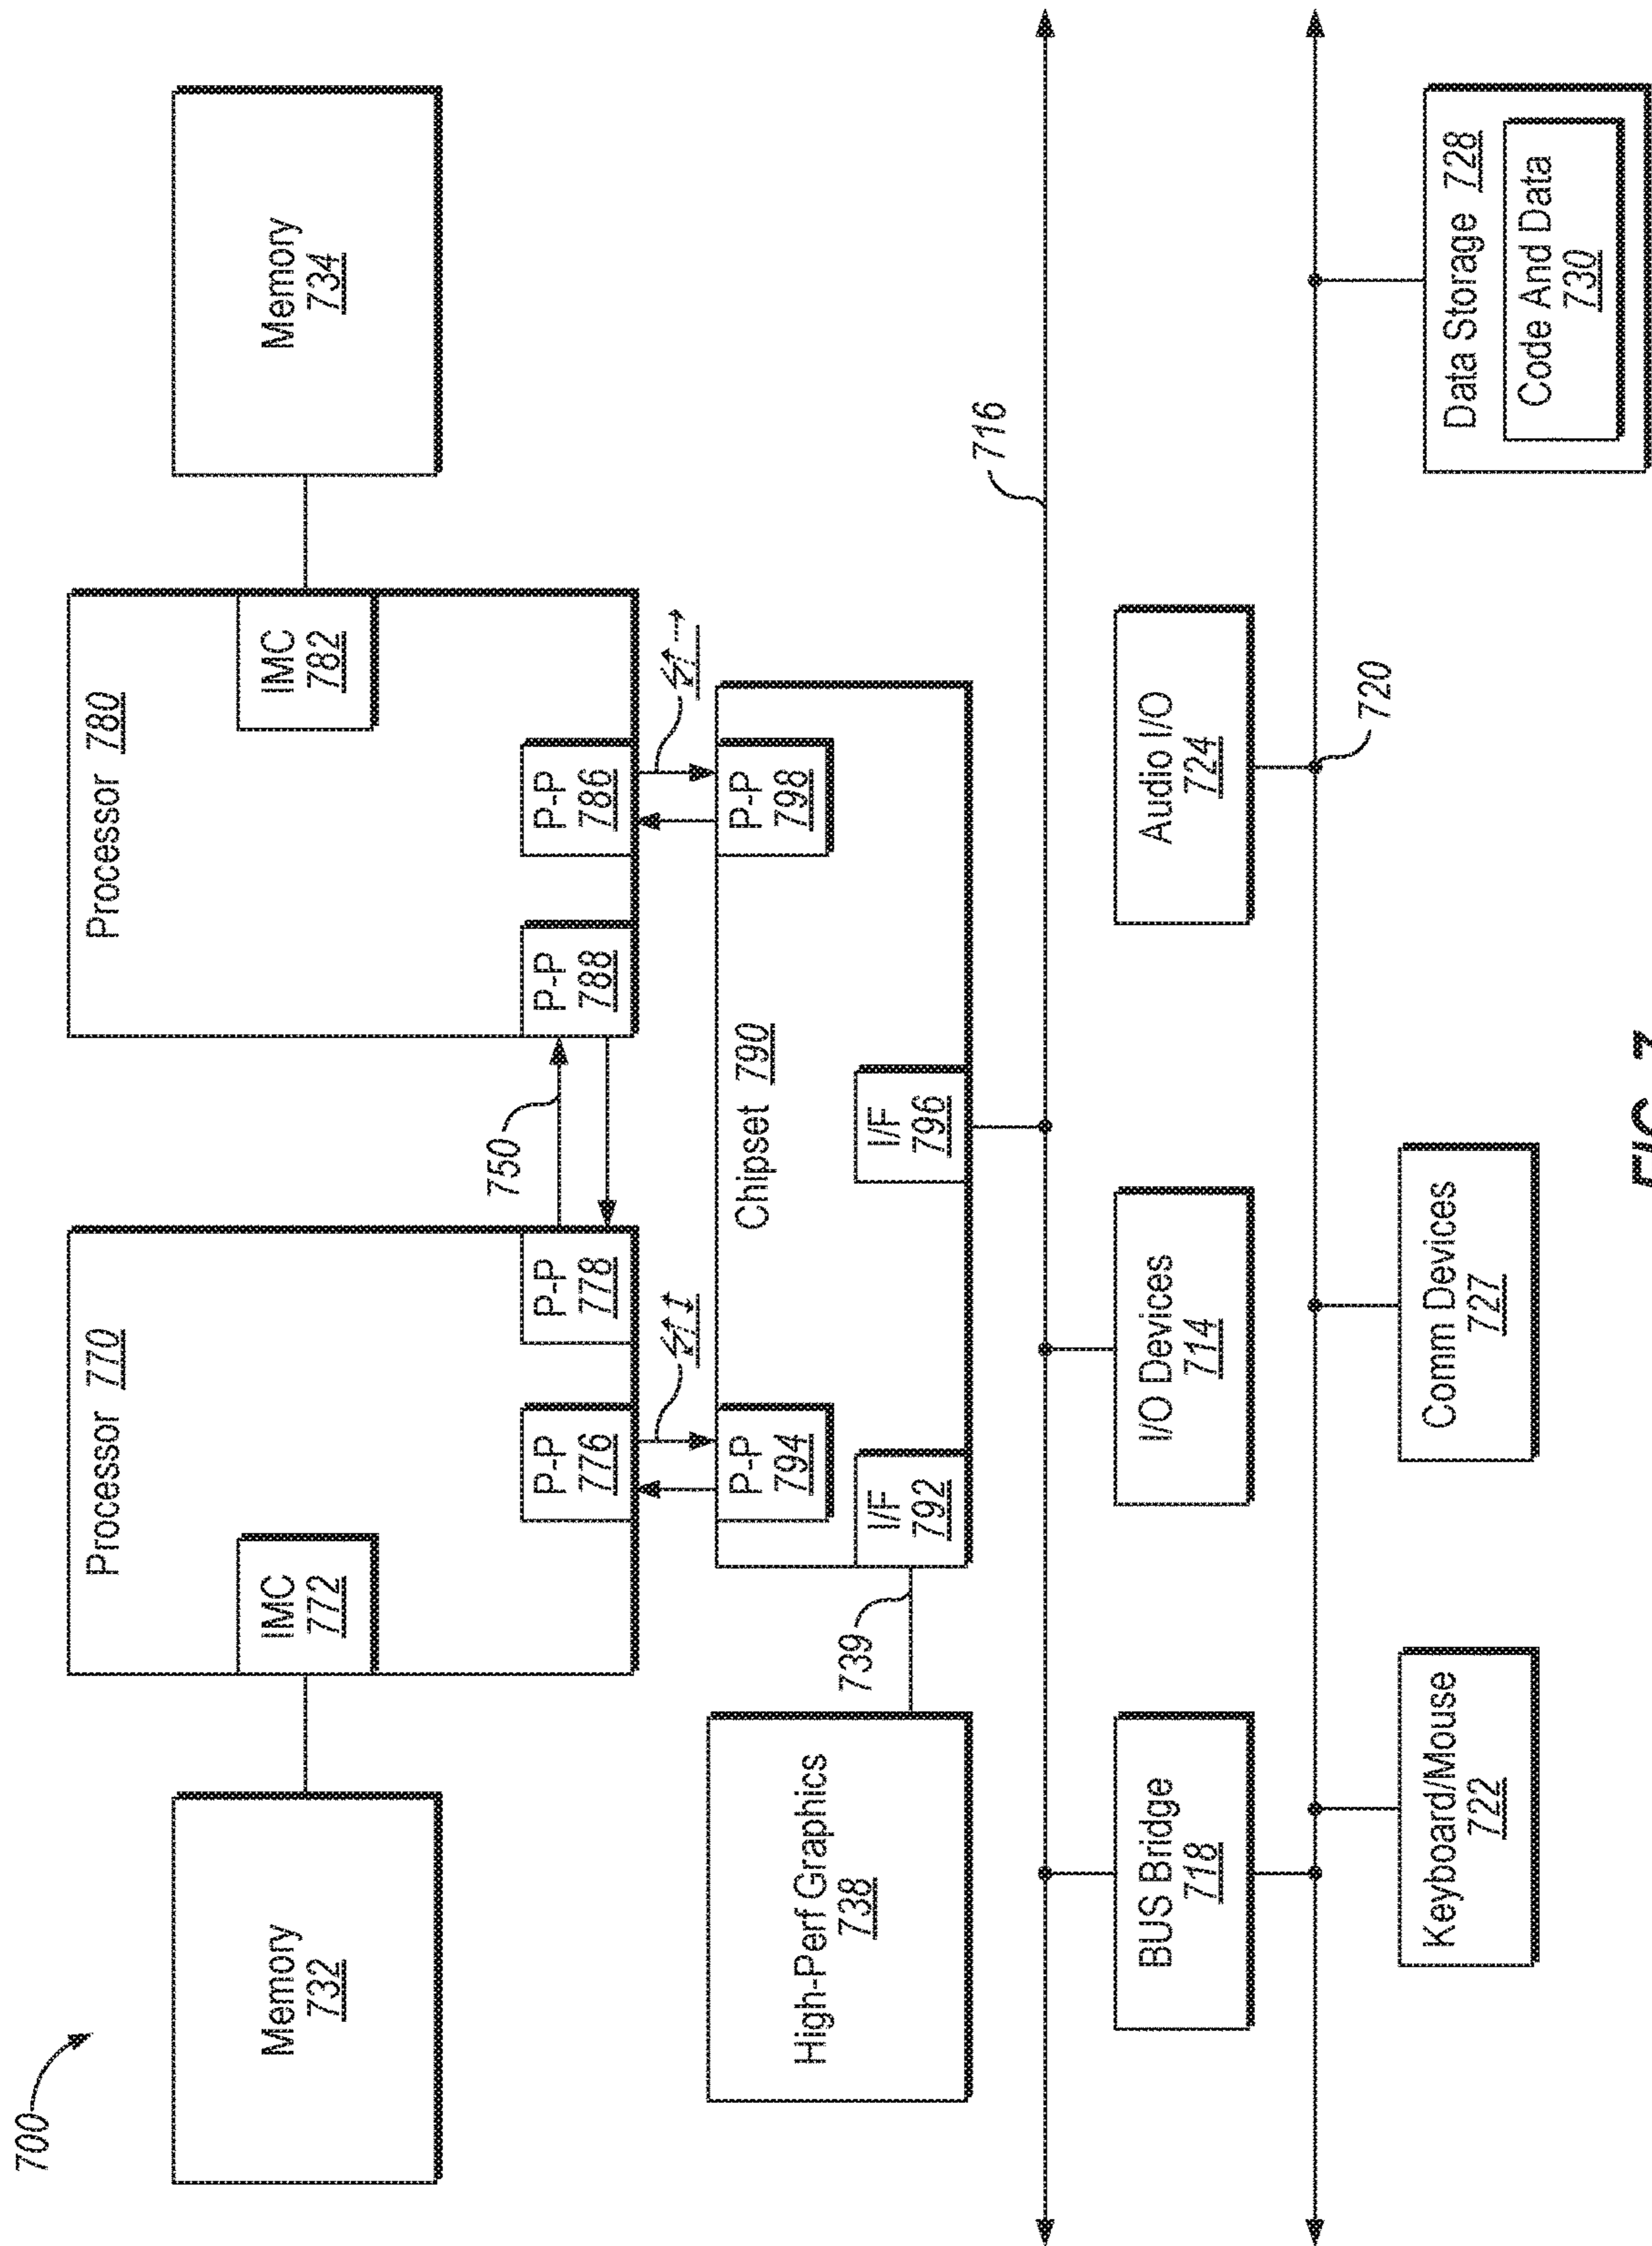 700
Memory
732
Processor 770
IMC
772
P-P
776
P-P
778
750
Processor 780
IMC
782
P-P
788
P-P
786
Memory
734
High-Perf Graphics
738
739
Chipset 790
P-P
794
P-P
798
I/F
792
I/F
796
716
BUS Bridge
718
I/O Devices
714
Audio I/O
724
720
Keyboard/Mouse
722
Comm Devices
727
Data Storage 728
Code And Data
730